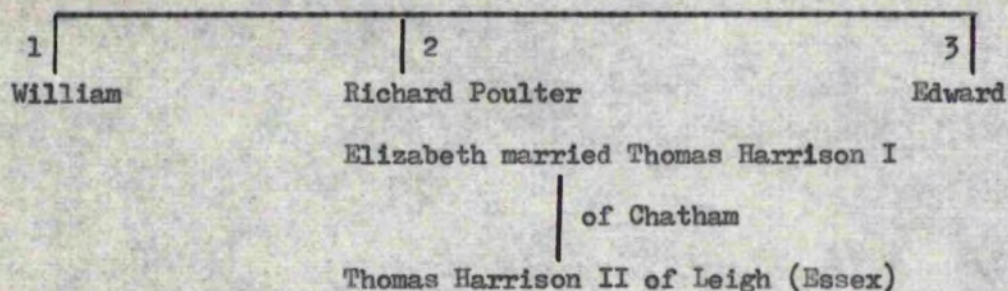 1 2 3
William Richard Poulter Edward
Elizabeth married Thomas Harrison I
of Chatham
Thomas Harrison II of Leigh (Essex)